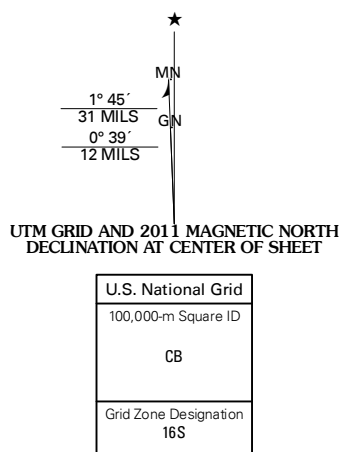 MN
1° 45´
31 MILS
GN
0° 39´
12 MILS
UTM GRID AND 2011 MAGNETIC NORTH
DECLINATION AT CENTER OF SHEET
U.S. National Grid
100,000-m Square ID
CB
Grid Zone Designation
16S